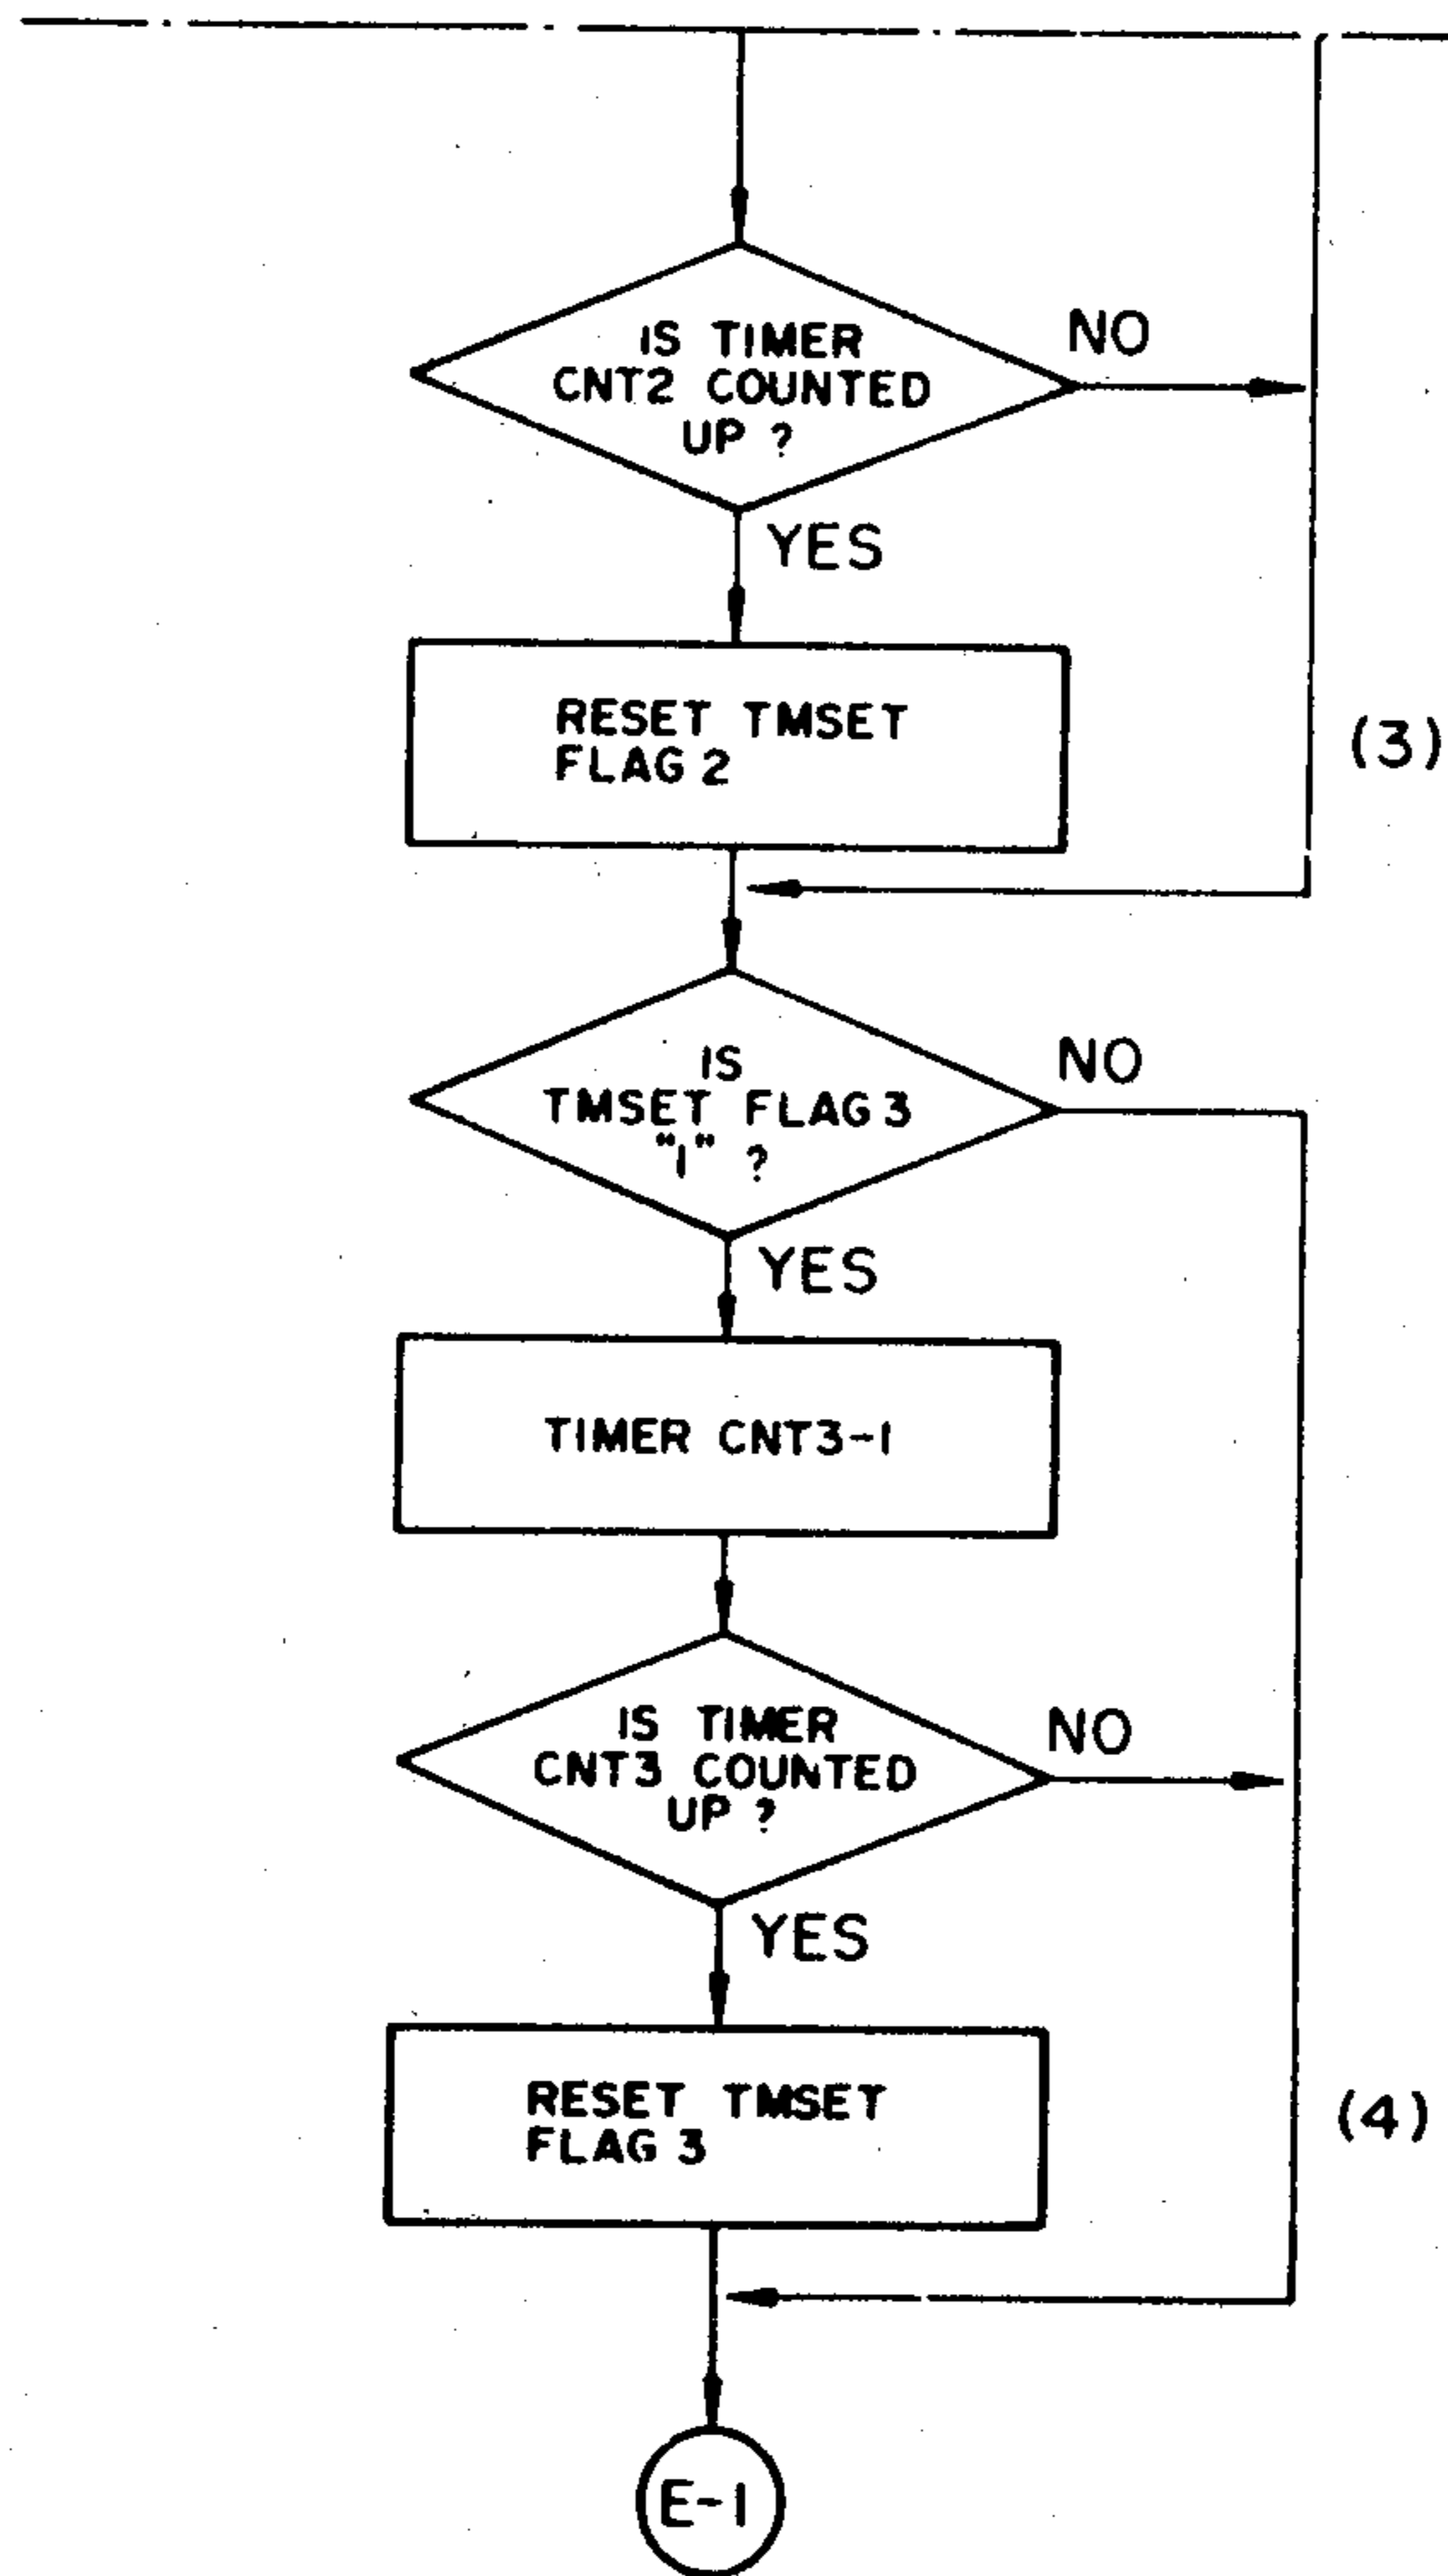 IS TIMER
CNT2 COUNTED
UP ?
NO
YES
RESET TMSET
FLAG 2
(3)
IS
TMSET FLAG 3
"1" ?
NO
YES
TIMER CNT3-1
IS TIMER
CNT3 COUNTED
UP ?
NO
YES
RESET TMSET
FLAG 3
(4)
E-1